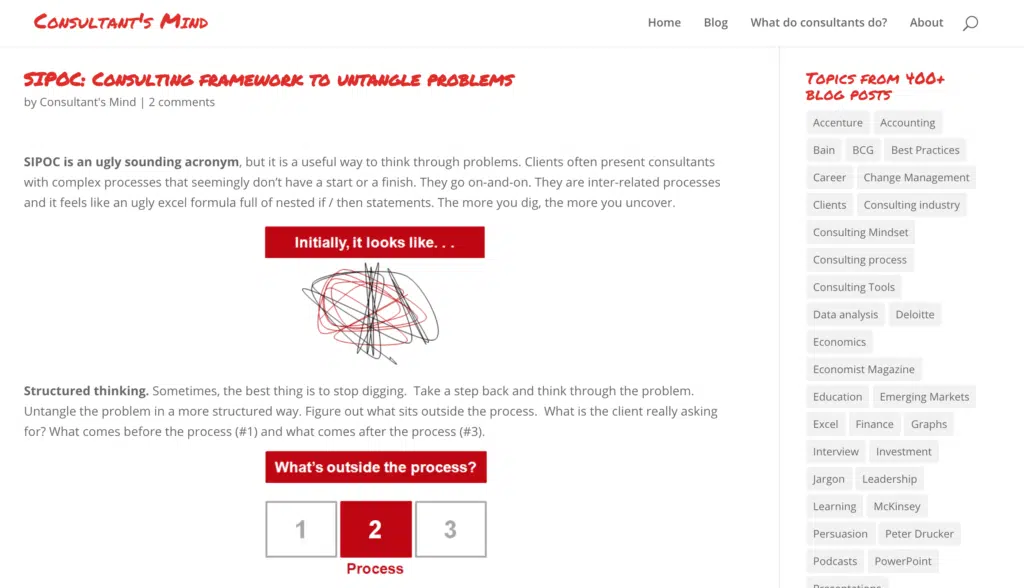 Consultant's Mind
Home Blog What do consultants do? About
SIPOC: Consulting framework to untangle problems
by Consultant's Mind | 2 comments
SIPOC is an ugly sounding acronym, but it is a useful way to think through problems. Clients often present consultants
with complex processes that seemingly don’t have a start or a finish. They go on-and-on. They are inter-related processes
and it feels like an ugly excel formula full of nested if / then statements. The more you dig, the more you uncover.
Initially, it looks like. . .
Structured thinking. Sometimes, the best thing is to stop digging. Take a step back and think through the problem.
Untangle the problem in a more structured way. Figure out what sits outside the process. What is the client really asking
for? What comes before the process (#1) and what comes after the process (#3).
What’s outside the process?
1 2 3
Process
Topics from 400+
blog posts
Accenture Accounting
Bain BCG Best Practices
Career Change Management
Clients Consulting industry
Consulting Mindset
Consulting process
Consulting Tools
Data analysis Deloitte
Economics
Economist Magazine
Education Emerging Markets
Excel Finance Graphs
Interview Investment
Jargon Leadership
Learning McKinsey
Persuasion Peter Drucker
Podcasts PowerPoint